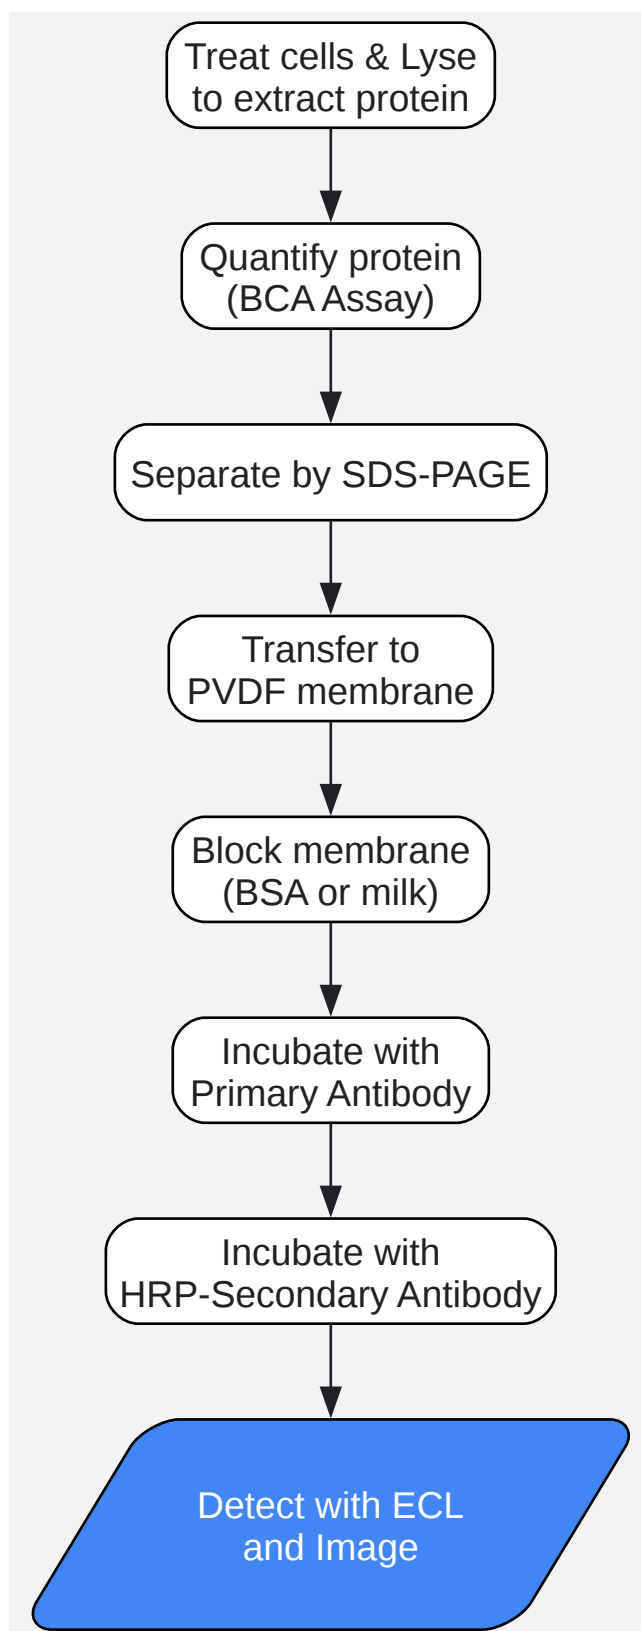 Treat cells & Lyse
to extract protein
Quantify protein
(BCA Assay)
Separate by SDS-PAGE
Transfer to
PVDF membrane
Block membrane
(BSA or milk)
Incubate with
Primary Antibody
Incubate with
HRP-Secondary Antibody
Detect with ECL
and Image